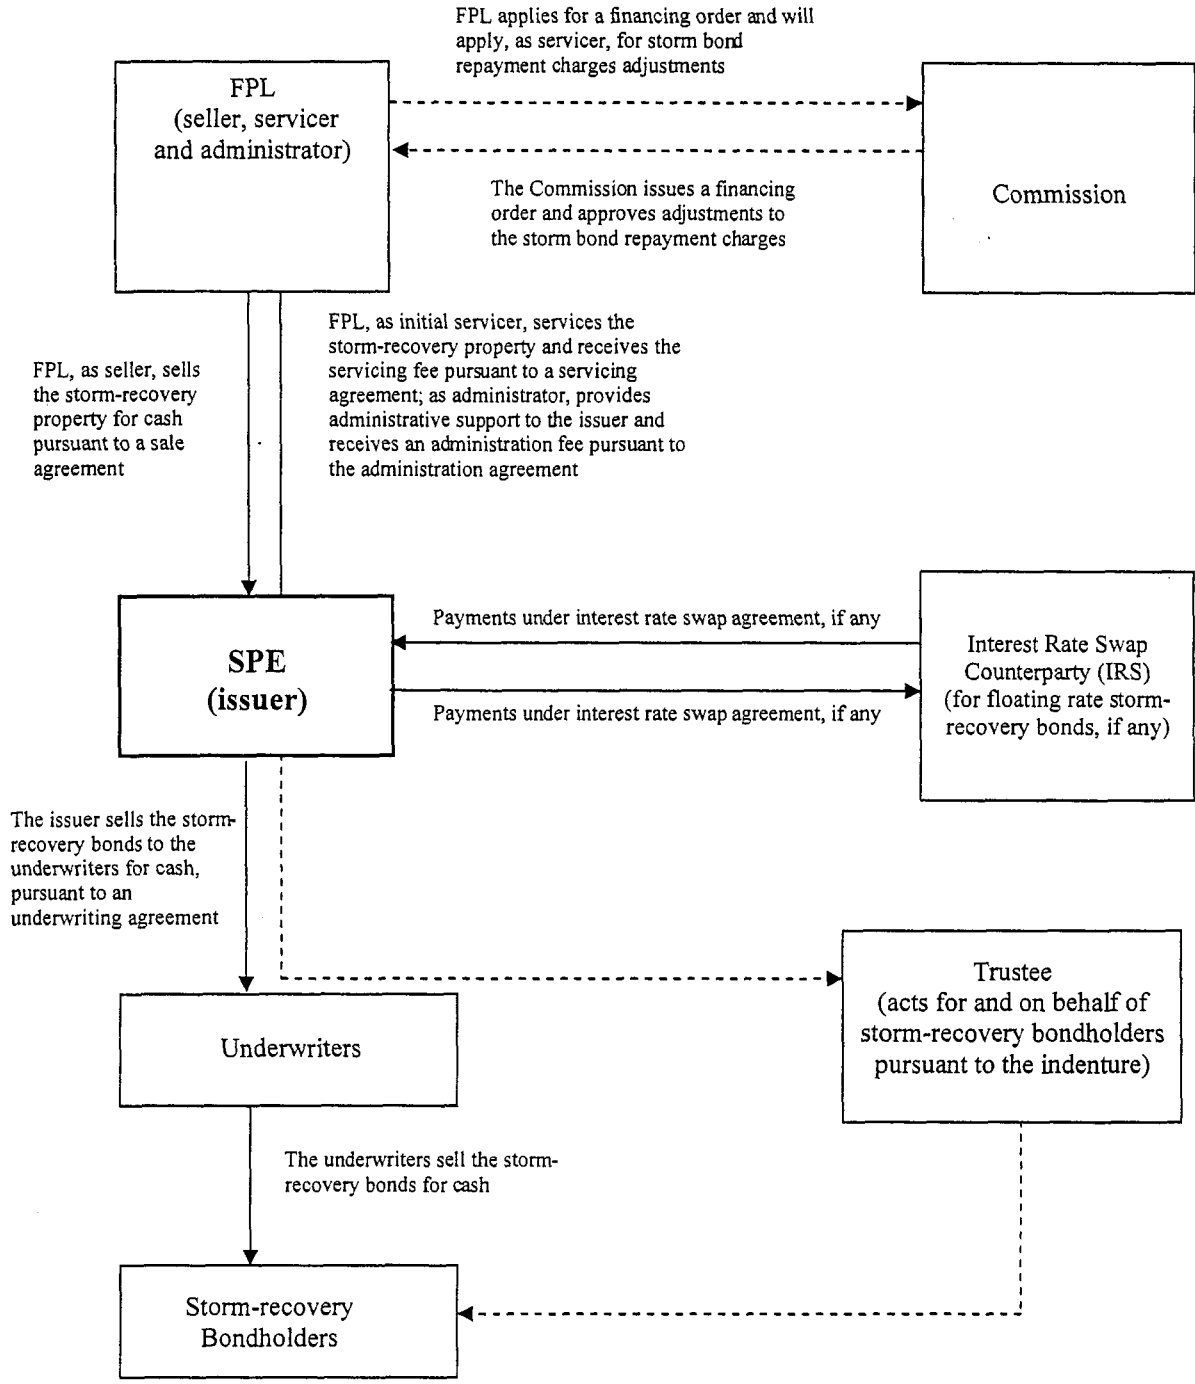 FPL applies for a financing order and will
apply, as servicer, for storm bond
repayment charges adjustments
FPL
(seller, servicer
and administrator)
Commission
The Commission issues a financing
order and approves adjustments to
the storm bond repayment charges
FPL, as seller, sells
the storm-recovery
property for cash
pursuant to a sale
agreement
FPL, as initial servicer, services the
storm-recovery property and receives the
servicing fee pursuant to a servicing
agreement; as administrator, provides
administrative support to the issuer and
receives an administration fee pursuant to
the administration agreement
SPE
(issuer)
Payments under interest rate swap agreement, if any
Payments under interest rate swap agreement, if any
Interest Rate Swap
Counterparty (IRS)
(for floating rate storm-
recovery bonds, if any)
The issuer sells the storm-
recovery bonds to the
underwriters for cash,
pursuant to an
underwriting agreement
Trustee
(acts for and on behalf of
storm-recovery bondholders
pursuant to the indenture)
Underwriters
The underwriters sell the storm-
recovery bonds for cash
Storm-recovery
Bondholders